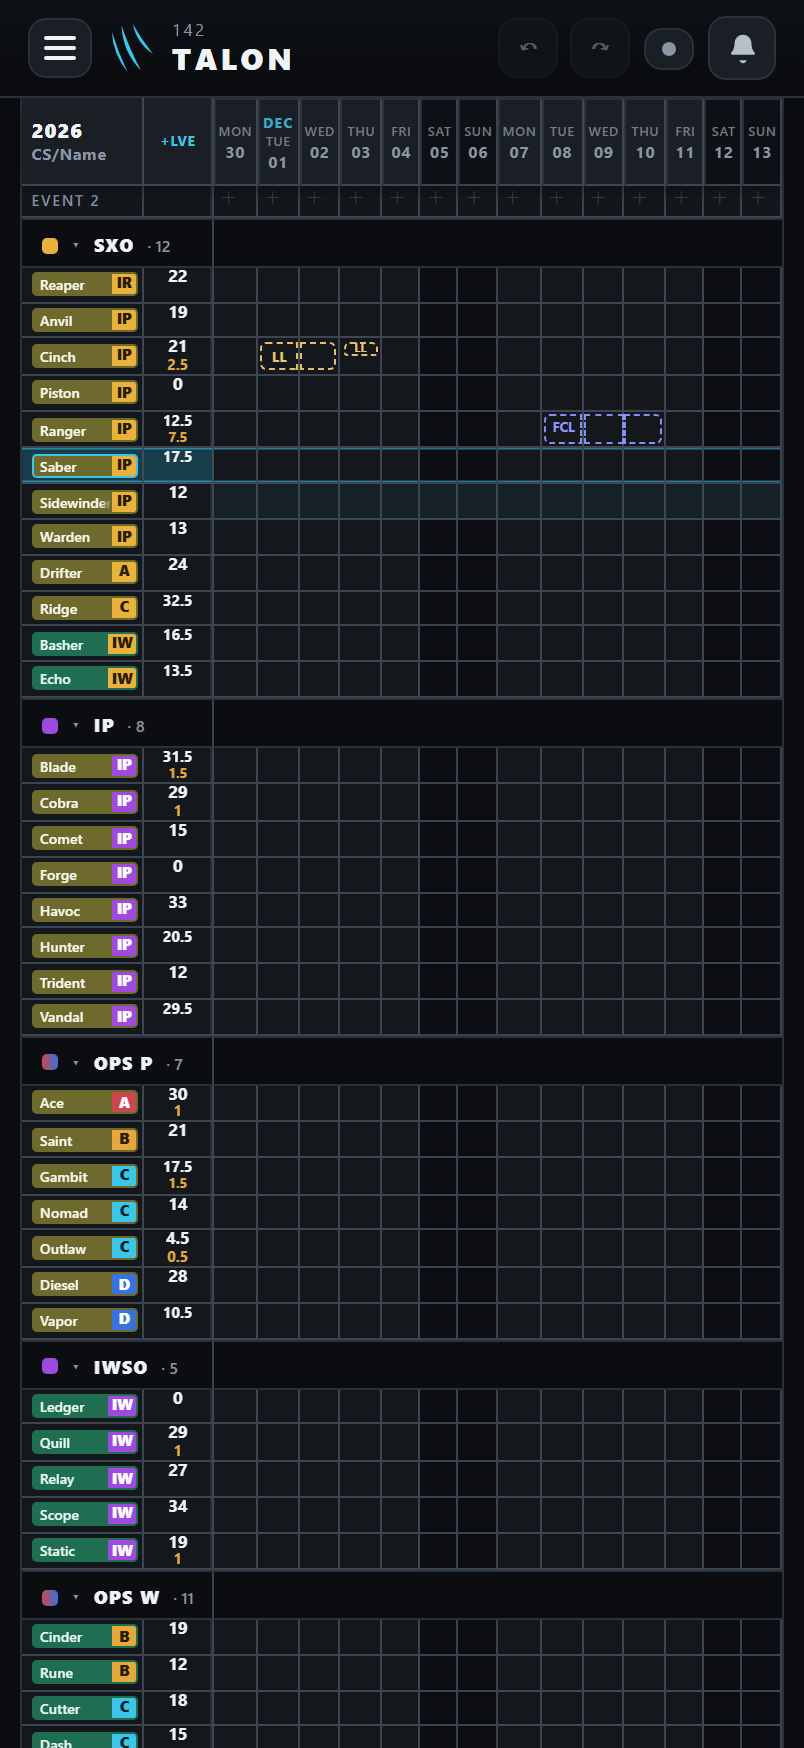 142
TALON
2026
CS/Name
+LVE
MON 30
DEC TUE 01
WED 02
THU 03
FRI 04
SAT 05
SUN 06
MON 07
TUE 08
WED 09
THU 10
FRI 11
SAT 12
SUN 13
EVENT 2 + + + + + + + + + + + + + +
SXO · 12
Reaper IR 22
Anvil IP 19
Cinch IP 21 2.5 LL LL
Piston IP 0
Ranger IP 12.5 7.5 FCL
Saber IP 17.5
Sidewinder IP 12
Warden IP 13
Drifter A 24
Ridge C 32.5
Basher IW 16.5
Echo IW 13.5
IP · 8
Blade IP 31.5 1.5
Cobra IP 29 1
Comet IP 15
Forge IP 0
Havoc IP 33
Hunter IP 20.5
Trident IP 12
Vandal IP 29.5
OPS P · 7
Ace A 30 1
Saint B 21
Gambit C 17.5 1.5
Nomad C 14
Outlaw C 4.5 0.5
Diesel D 28
Vapor D 10.5
IWSO · 5
Ledger IW 0
Quill IW 29 1
Relay IW 27
Scope IW 34
Static IW 19 1
OPS W · 11
Cinder B 19
Rune B 12
Cutter C 18
Dash C 15